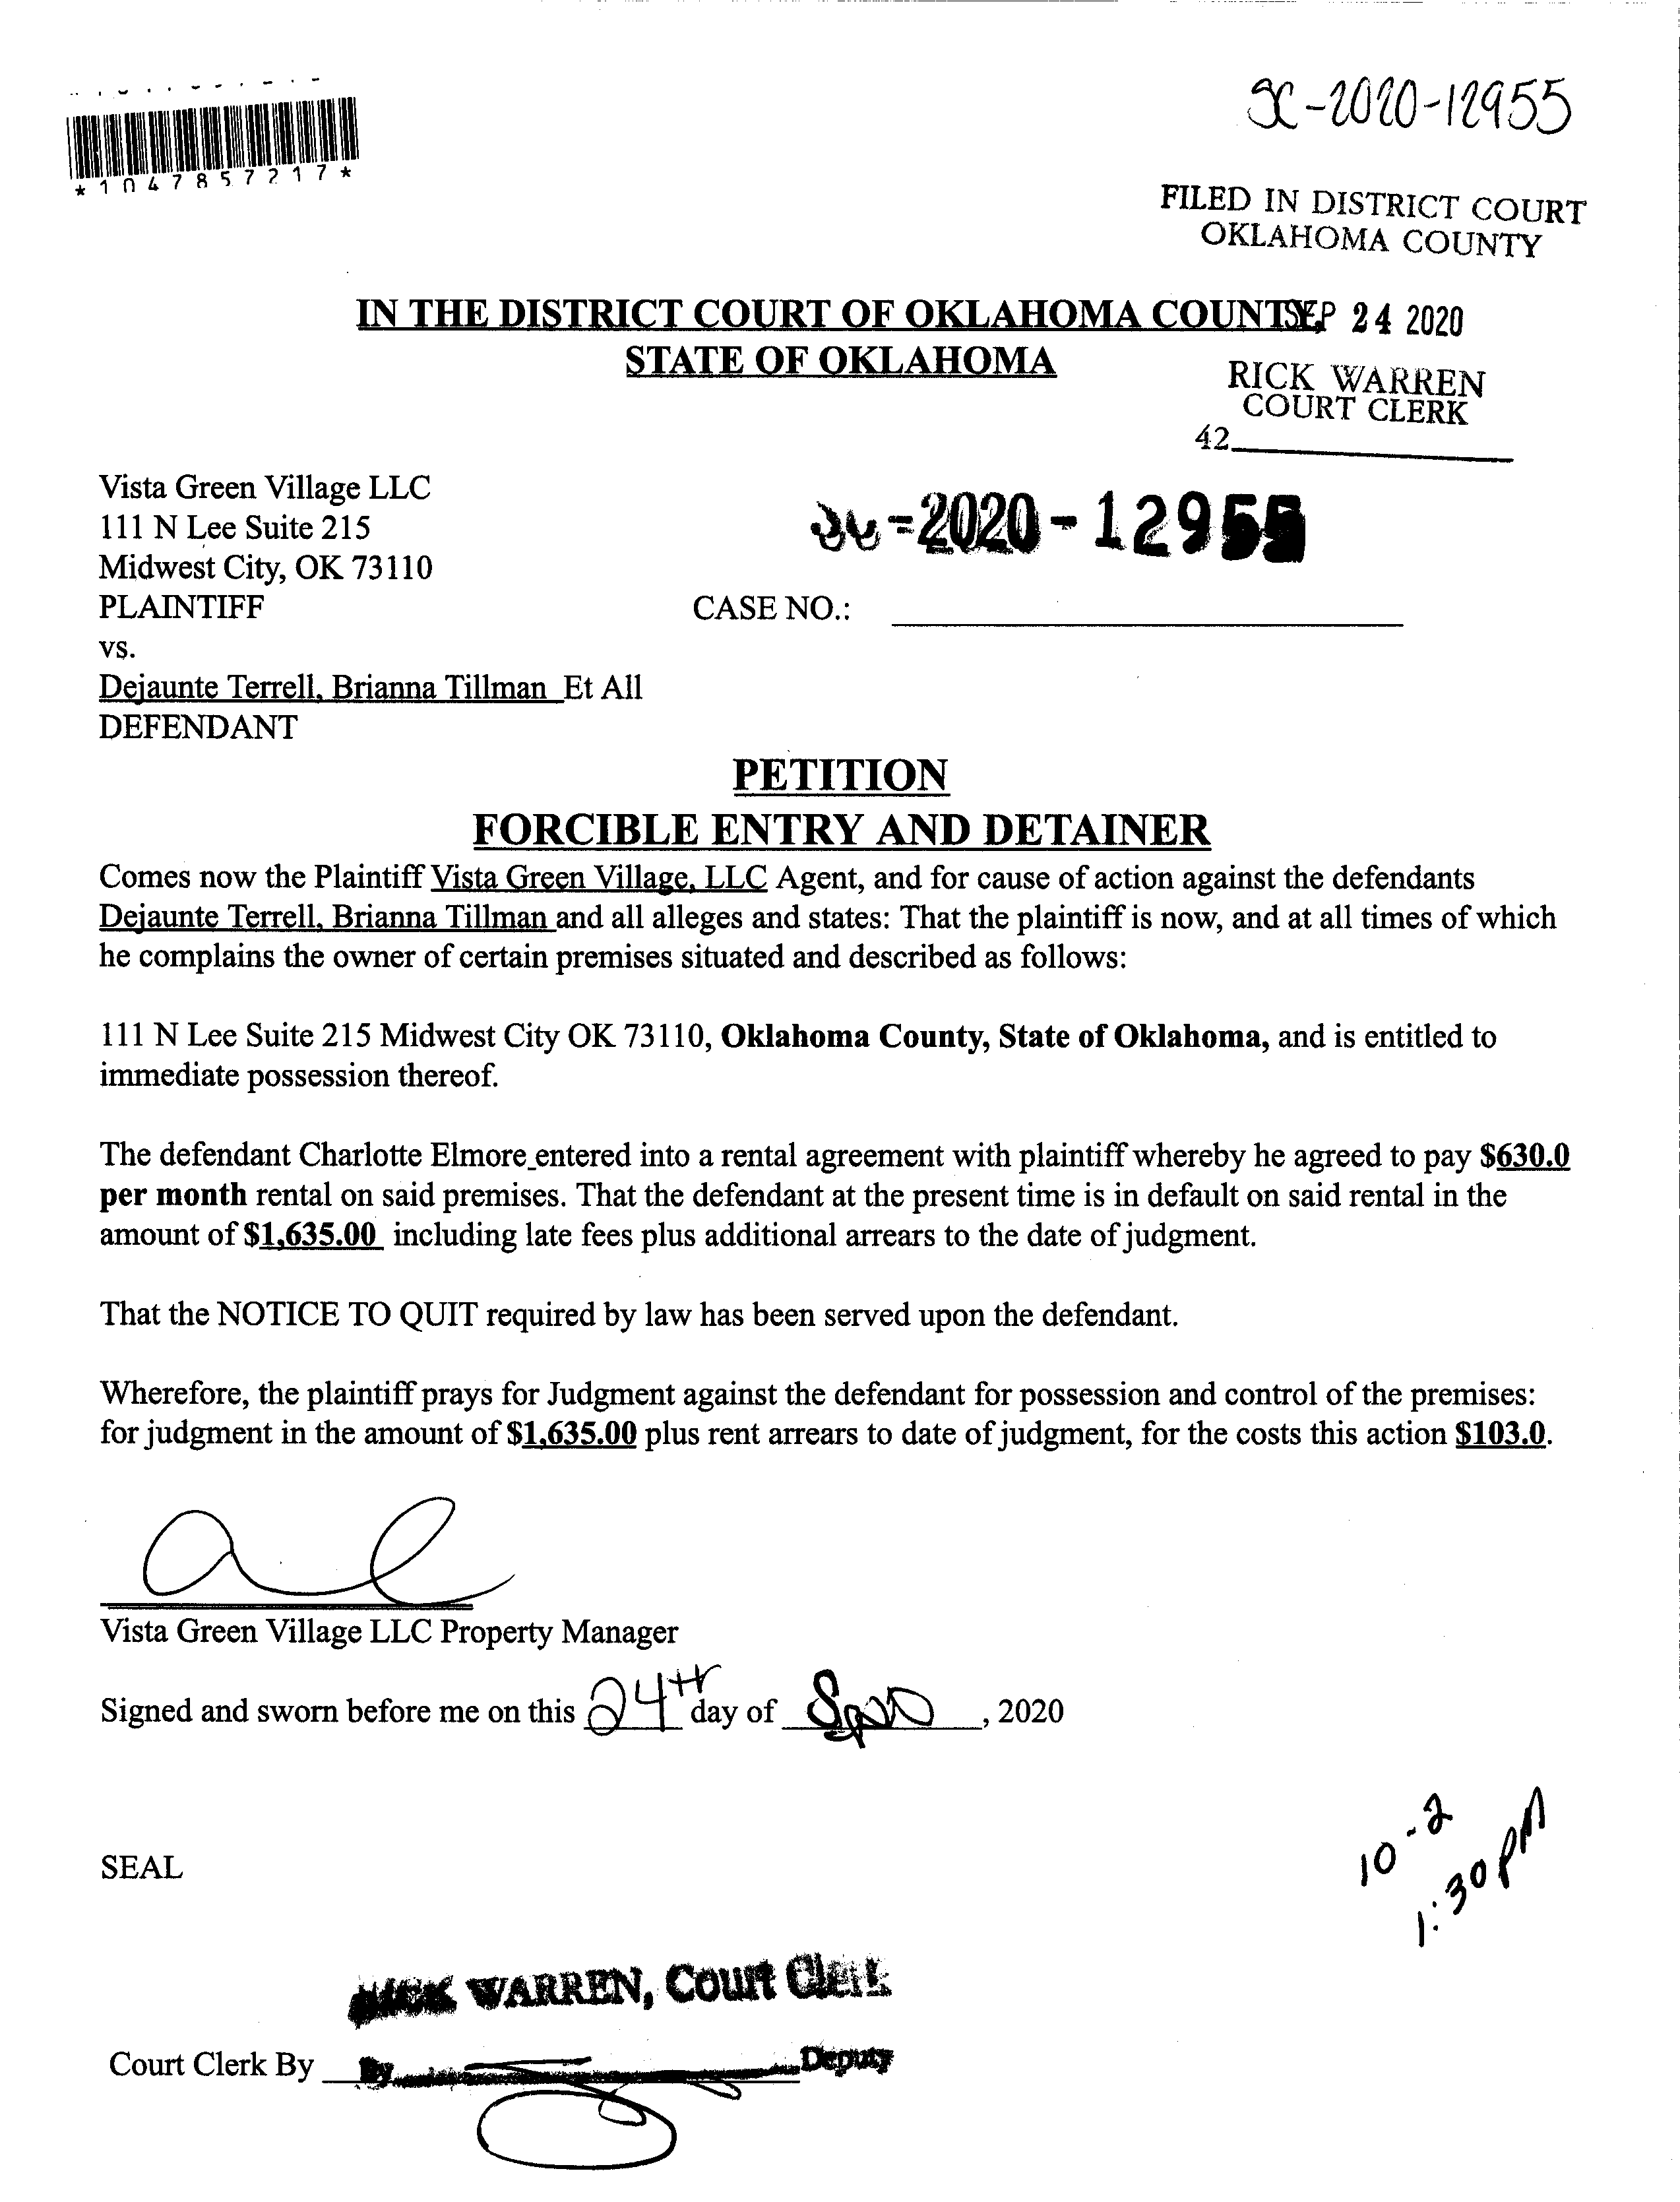 *1047857217*
SC-2020-12955
FILED IN DISTRICT COURT
OKLAHOMA COUNTY
IN THE DISTRICT COURT OF OKLAHOMA COUNTY
SEP 24 2020
STATE OF OKLAHOMA
RICK WARREN
COURT CLERK
42
Vista Green Village LLC
111 N Lee Suite 215
-2020-12955
Midwest City, OK 73110
PLAINTIFF
CASE NO.:
vs.
Dejaunte Terrell, Brianna Tillman Et All
DEFENDANT
PETITION
FORCIBLE ENTRY AND DETAINER
Comes now the Plaintiff Vista Green Village, LLC Agent, and for cause of action against the defendants
Dejaunte Terrell, Brianna Tillman and all alleges and states: That the plaintiff is now, and at all times of which
he complains the owner of certain premises situated and described as follows:
111 N Lee Suite 215 Midwest City OK 73110, Oklahoma County, State of Oklahoma, and is entitled to
immediate possession thereof.
The defendant Charlotte Elmore_entered into a rental agreement with plaintiff whereby he agreed to pay $630.0
per month rental on said premises. That the defendant at the present time is in default on said rental in the
amount of $1,635.00 including late fees plus additional arrears to the date of judgment.
That the NOTICE TO QUIT required by law has been served upon the defendant.
Wherefore, the plaintiff prays for Judgment against the defendant for possession and control of the premises:
for judgment in the amount of $1,635.00 plus rent arrears to date of judgment, for the costs this action $103.0.
Vista Green Village LLC Property Manager
Signed and sworn before me on this 24th day of , 2020
10-2
1:30 PM
SEAL
RICK WARREN, Court Clerk
Court Clerk By By Deputy